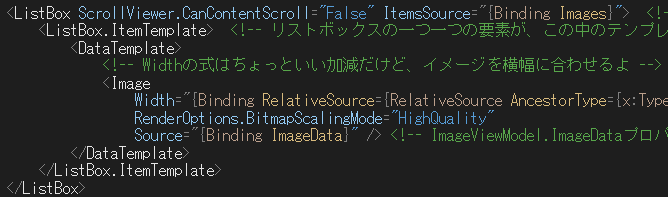 <ListBox ScrollViewer.CanContentScroll="False" ItemsSource="{Binding Images}"> <!--
<ListBox.ItemTemplate> <!-- リストボックスの一つ一つの要素が、この中のテンプレ
<DataTemplate>
<!-- Widthの式はちょっといい加減だけど、イメージを横幅に合わせるよ -->
<Image
Width="{Binding RelativeSource={RelativeSource AncestorType={x:Type
RenderOptions.BitmapScalingMode="HighQuality"
Source="{Binding ImageData}" /> <!-- ImageViewModel.ImageDataプロパ
</DataTemplate>
</ListBox.ItemTemplate>
</ListBox>